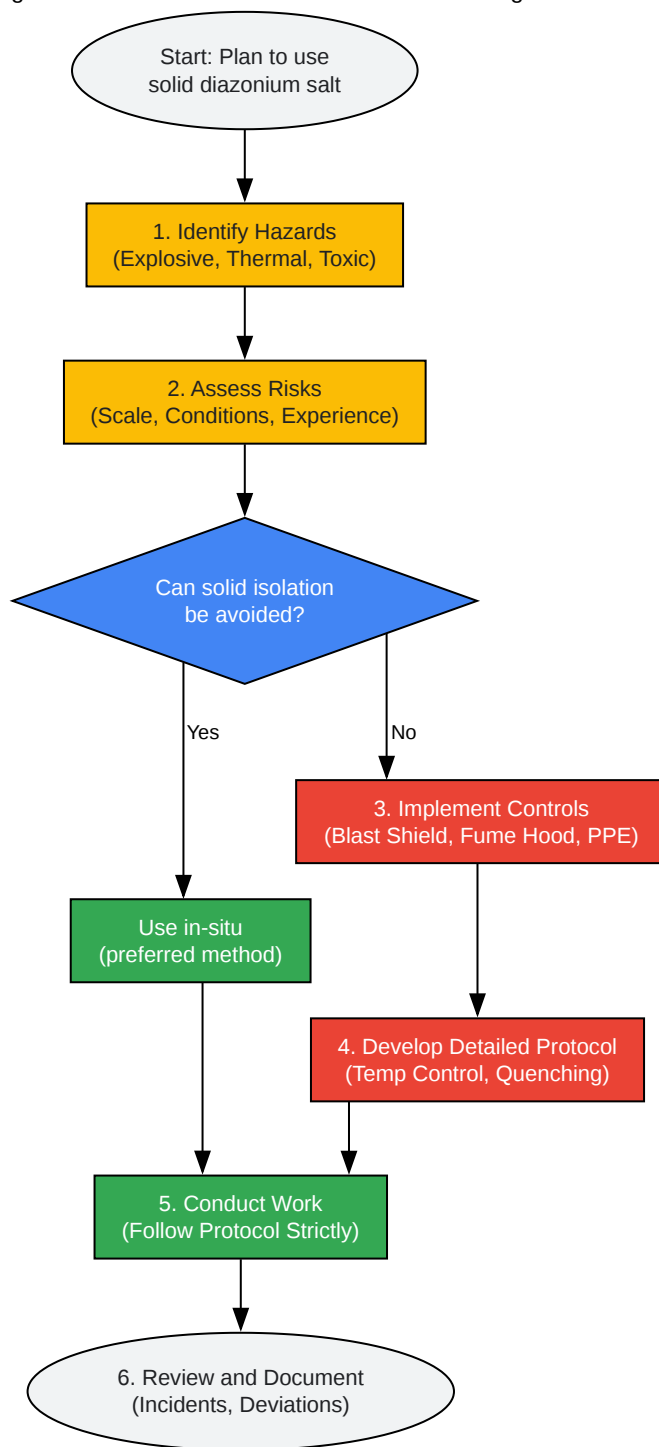 Start: Plan to use
solid diazonium salt
1. Identify Hazards
(Explosive, Thermal, Toxic)
2. Assess Risks
(Scale, Conditions, Experience)
Can solid isolation
be avoided?
Yes
No
3. Implement Controls
(Blast Shield, Fume Hood, PPE)
Use in-situ
(preferred method)
4. Develop Detailed Protocol
(Temp Control, Quenching)
5. Conduct Work
(Follow Protocol Strictly)
6. Review and Document
(Incidents, Deviations)